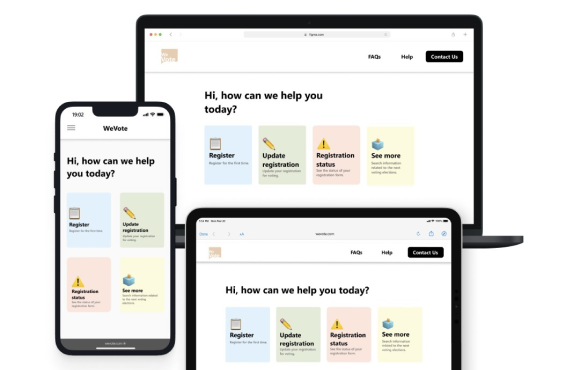 figma.com
we
vote.
FAQs
Help
Contact Us
Hi, how can we help you
today?
Register
Register for the first time.
Update
registration
Update your registration
for voting.
Registration
status
See the status of your
registration form.
See more
Search information
related to the next
voting elections.
19:02
WeVote
Hi, how can we help
you today?
Register
Register for the first time.
Update
registration
Update your registration
for voting.
Registration
status
See the status of your
registration form.
See more
Search information related
to the next voting
elections.
Done
AA
FAQs
Help
Contact Us
Hi, how can we help you today?
Register
Register for the first time.
Update
registration
Update your registration
for voting.
Registration
status
See the status of your
registration form.
See more
Search information
related to the next
voting elections.